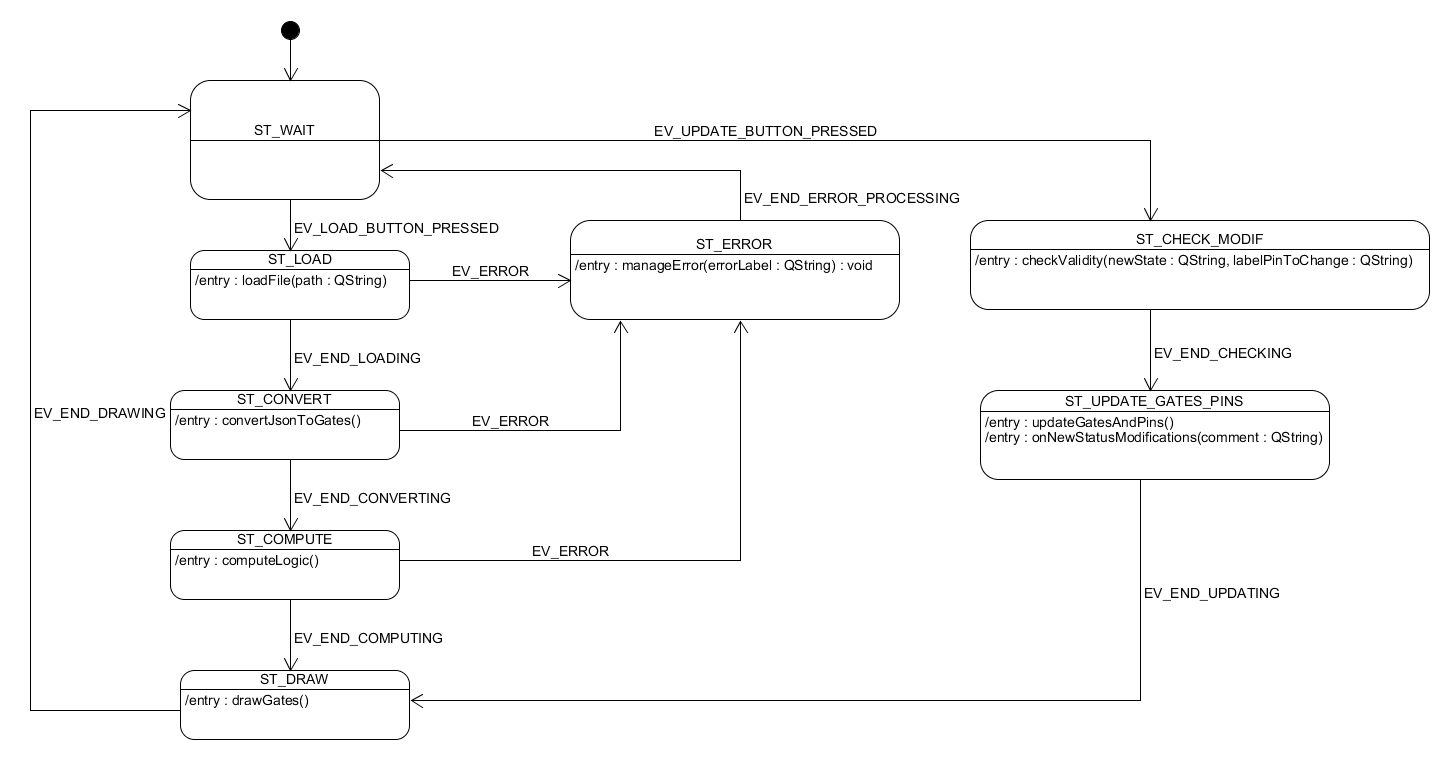 ST_WAIT
EV_UPDATE_BUTTON_PRESSED
EV_END_ERROR_PROCESSING
EV_LOAD_BUTTON_PRESSED
ST_LOAD
/entry : loadFile(path : QString)
EV_ERROR
ST_ERROR
/entry : manageError(errorLabel : QString) : void
ST_CHECK_MODIF
/entry : checkValidity(newState : QString, labelPinToChange : QString)
EV_END_LOADING
EV_END_CHECKING
ST_CONVERT
/entry : convertJsonToGates()
EV_ERROR
ST_UPDATE_GATES_PINS
/entry : updateGatesAndPins()
/entry : onNewStatusModifications(comment : QString)
EV_END_DRAWING
EV_END_CONVERTING
ST_COMPUTE
/entry : computeLogic()
EV_ERROR
EV_END_UPDATING
EV_END_COMPUTING
ST_DRAW
/entry : drawGates()